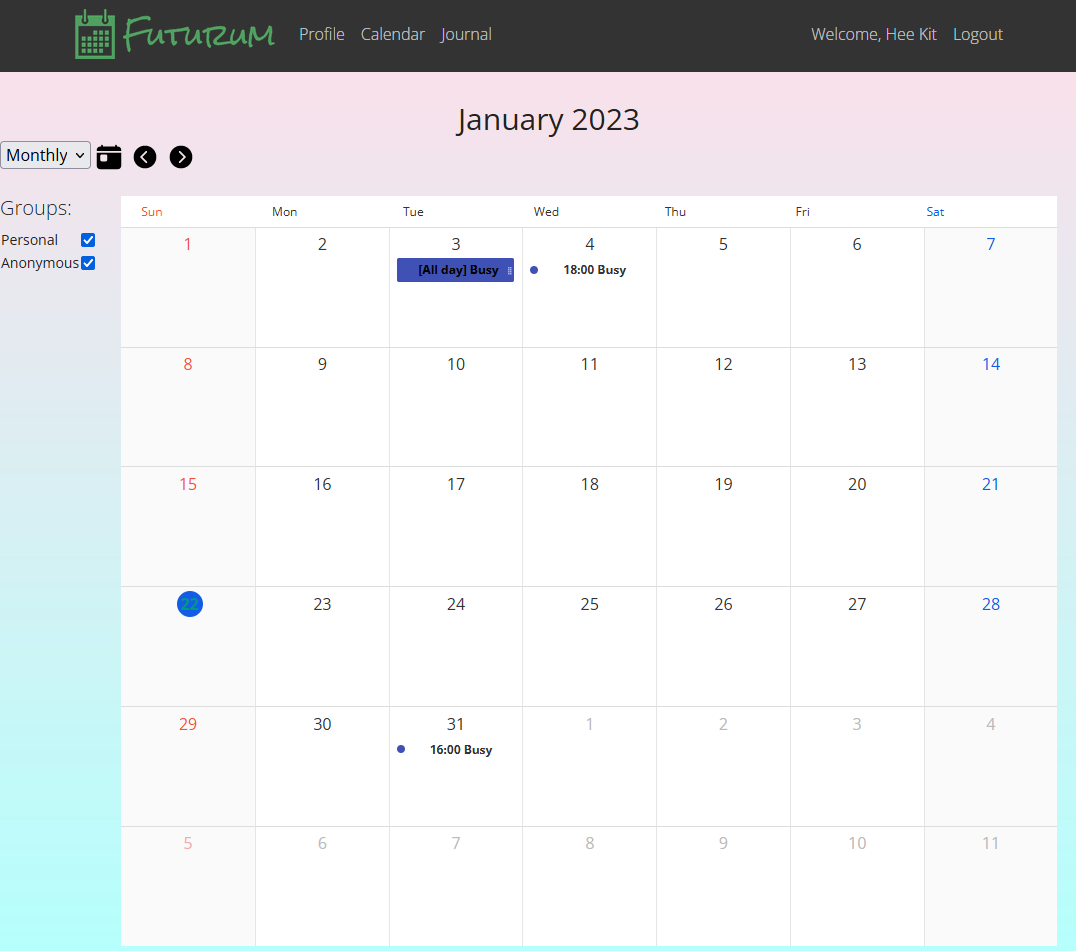 Futurum Profile Calendar Journal Welcome, Hee Kit Logout
January 2023
Monthly
Groups:
Personal
Anonymous
Sun Mon Tue Wed Thu Fri Sat
1 2 3 4 5 6 7
[All day] Busy 18:00 Busy
8 9 10 11 12 13 14
15 16 17 18 19 20 21
22 23 24 25 26 27 28
29 30 31 1 2 3 4
16:00 Busy
5 6 7 8 9 10 11